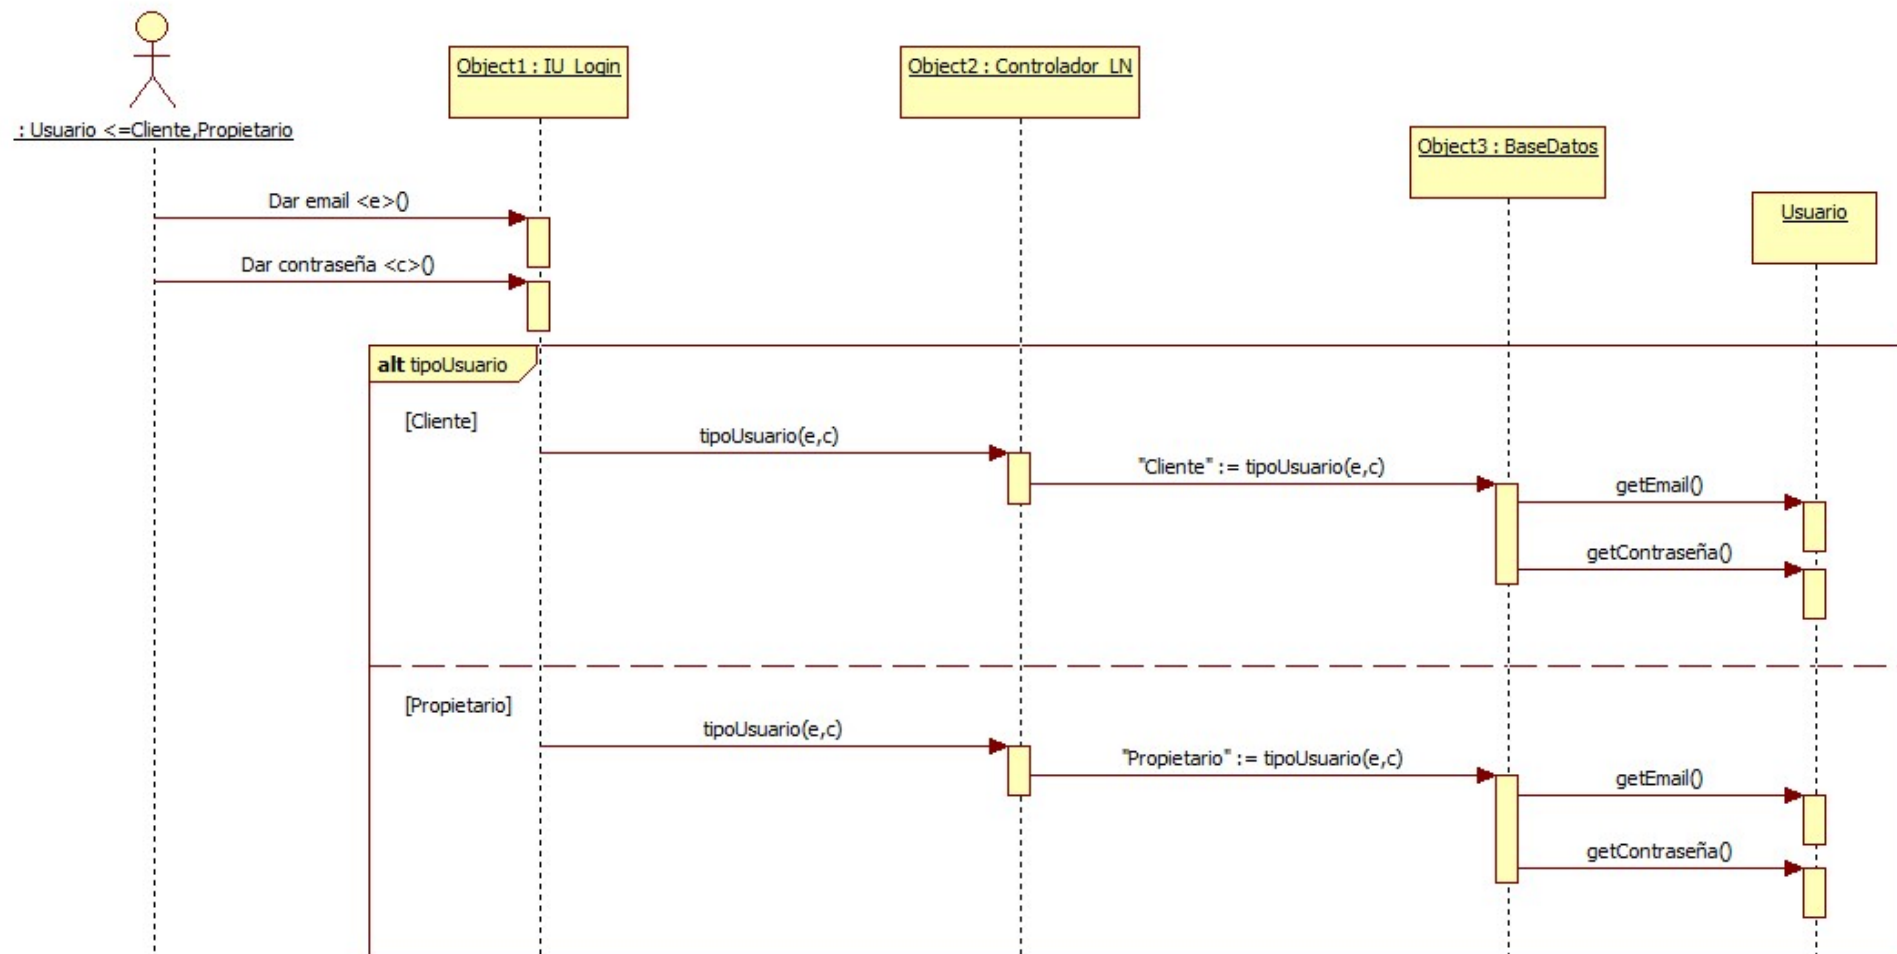 Object1 : IU_Login
Object2 : Controlador_LN
: Usuario <=Cliente,Propietario
Object3 : BaseDatos
Usuario
Dar email <e>()
Dar contraseña <c>()
alt tipoUsuario
[Cliente]
tipoUsuario(e,c)
"Cliente" := tipoUsuario(e,c)
getEmail()
getContraseña()
[Propietario]
tipoUsuario(e,c)
"Propietario" := tipoUsuario(e,c)
getEmail()
getContraseña()